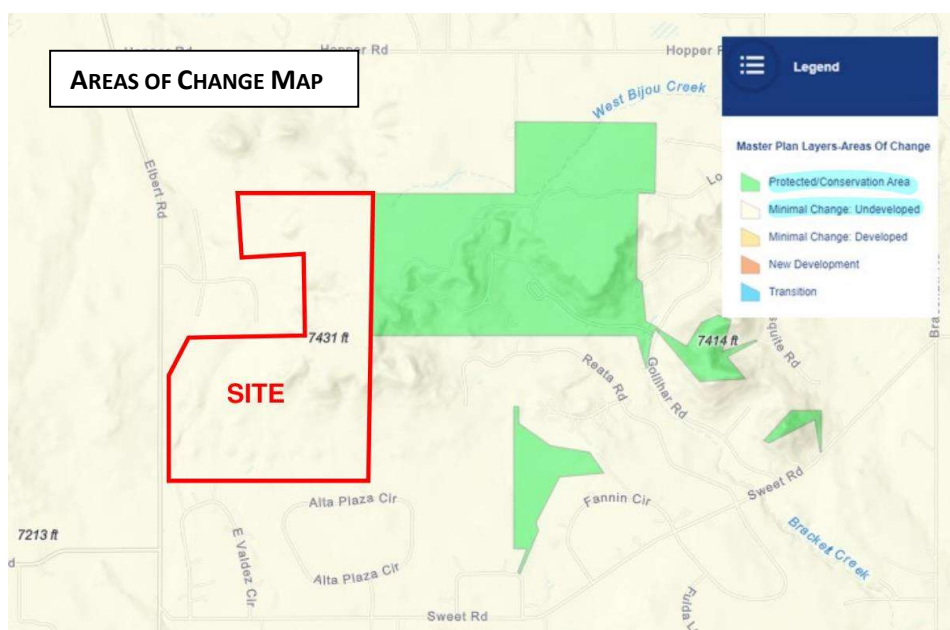 Hopper Rd
Hopper Rd
AREAS OF CHANGE MAP
Legend
West Bijou Creek
Master Plan Layers-Areas Of Change
Protected/Conservation Area
Minimal Change: Undeveloped
Minimal Change: Developed
New Development
Transition
Elbert Rd
7431 ft
7414 ft
SITE
Reata Rd
Gollihar Rd
Sweet Rd
Alta Plaza Cir
Fannin Cir
7213 ft
E Valdez Cir
Bracket Creek
Alta Plaza Cir
Sweet Rd